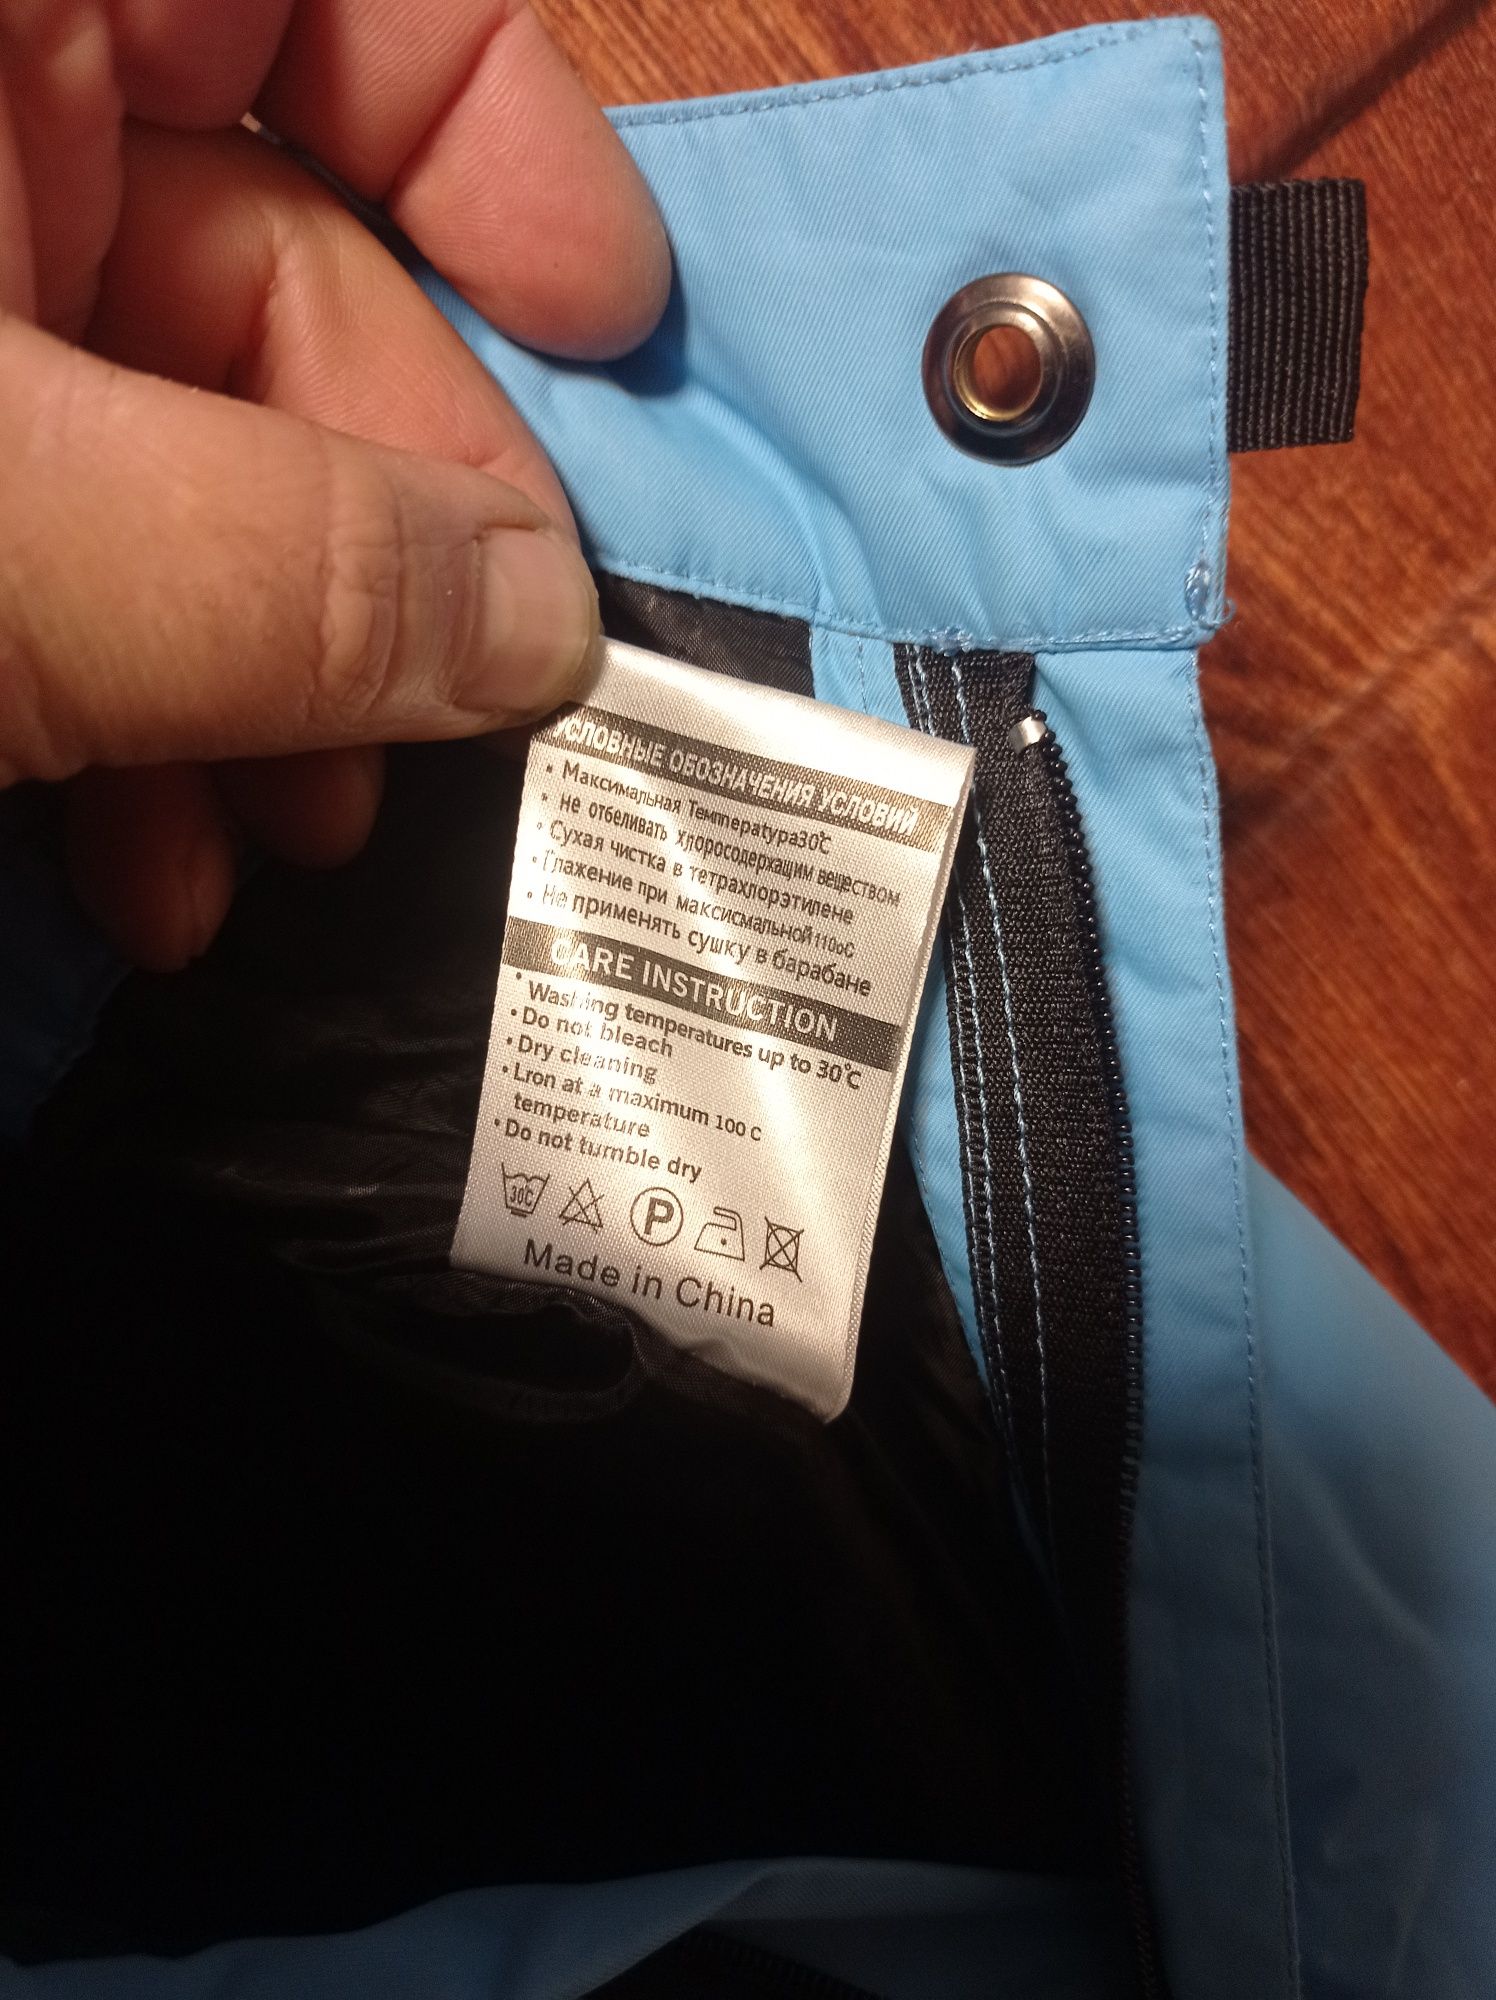 УСЛОВНЫЕ ОБОЗНАЧЕНИЯ УСЛОВИЙ
• Максимальная Температура30℃
• не отбеливать хлоросодержащим веществом
• Сухая чистка в тетрахлорэтилене
• Глажение при максисмальной110oC
• Не применять сушку в барабане
CARE INSTRUCTION
• Washing temperatures up to 30℃
• Do not bleach
• Dry cleaning
• Lron at a maximum 100 C
temperature
• Do not tumble dry
30C P
Made in China